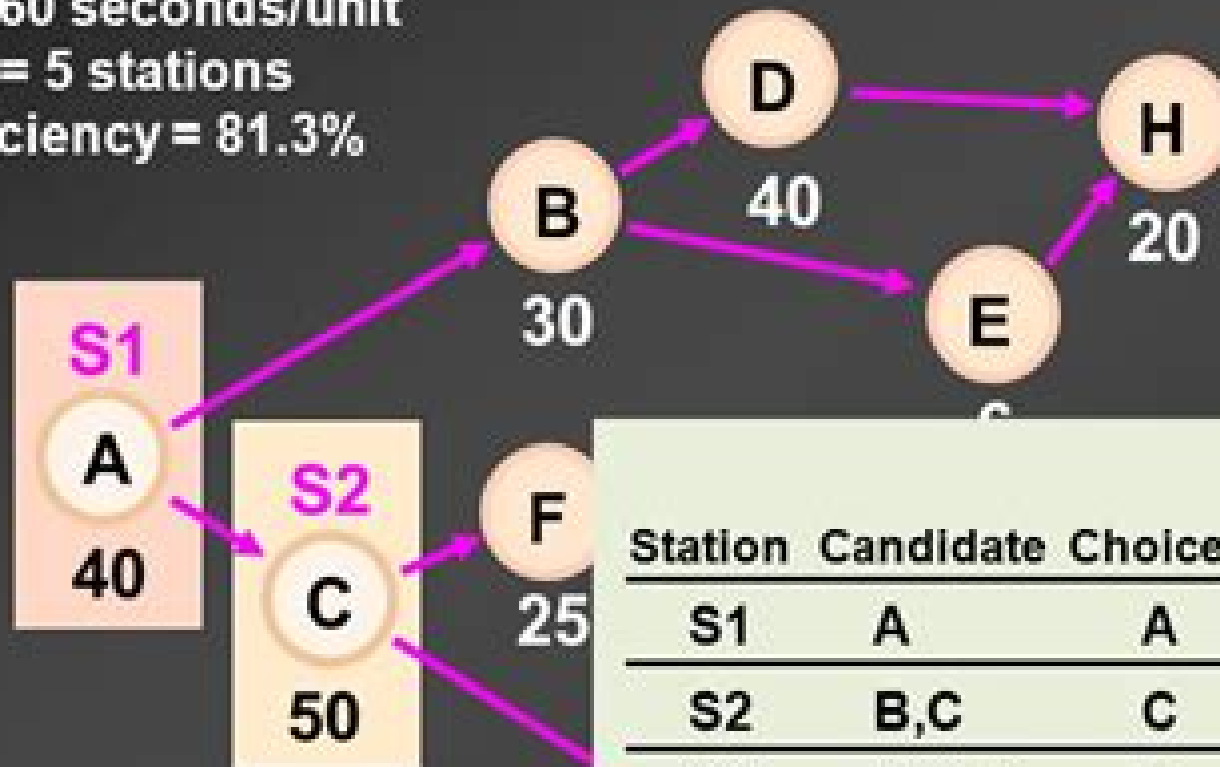 60 seconds/unit
= 5 stations
ciency = 81.3%
D
40
H
20
B
30
E
S1
A
40
S2
C
50
F
25
Station Candidate Choice
S1 A A
S2 B,C C